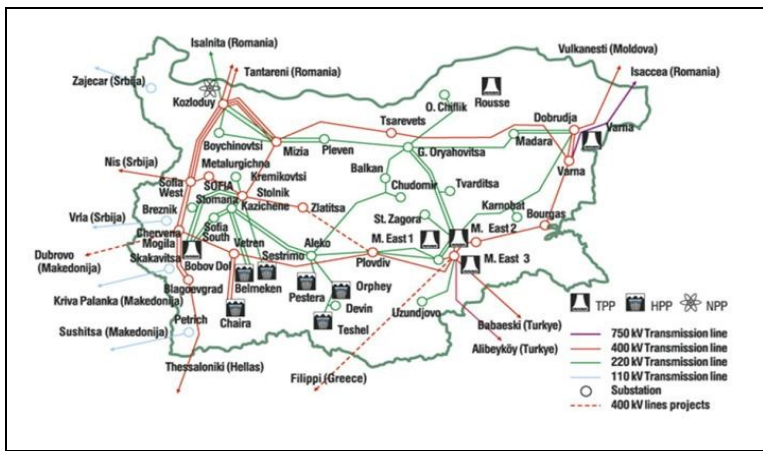 Isalnita (Romania)
Vulkanesti (Moldova)
Tantareni (Romania)
Isaccea (Romania)
Zajecar (Srbija)
Kozloduy
Rousse
O. Chiflik
Tsarevets
Dobrudja
Varna
Boychinovtsi
Mizia
Pleven
G. Oryahovitsa
Madara
Metalurgichna
Kremikovtsi
Balkan
Varna
Nis (Srbija)
Sofia
West
SOFIA
Stolnik
Chudomir
Tvarditsa
Stomana
Kazichene
Zlatitsa
Karnobat
Breznik
St. Zagora
Bourgas
Vrla (Srbija)
Chervena
Mogila
Sofia
South
M. East 1
M. East 2
Vetren
Aleko
Dubrovo
(Makedonija)
Skakavitsa
Bobov Dol
Sestrimo
Plovdiv
M. East 3
Belmeken
Blagoevgrad
Pestera
Orphey
Kriva Palanka (Makedonija)
Devin
Uzundjovo
Petrich
Chaira
Teshel
Babaeski (Turkye)
Sushitsa (Makedonija)
Alibeyköy (Turkye)
Thessaloniki (Hellas)
Filippi (Greece)
TPP
HPP
NPP
750 kV Transmission line
400 kV Transmission line
220 kV Transmission line
110 kV Transmission line
Substation
400 kV lines projects